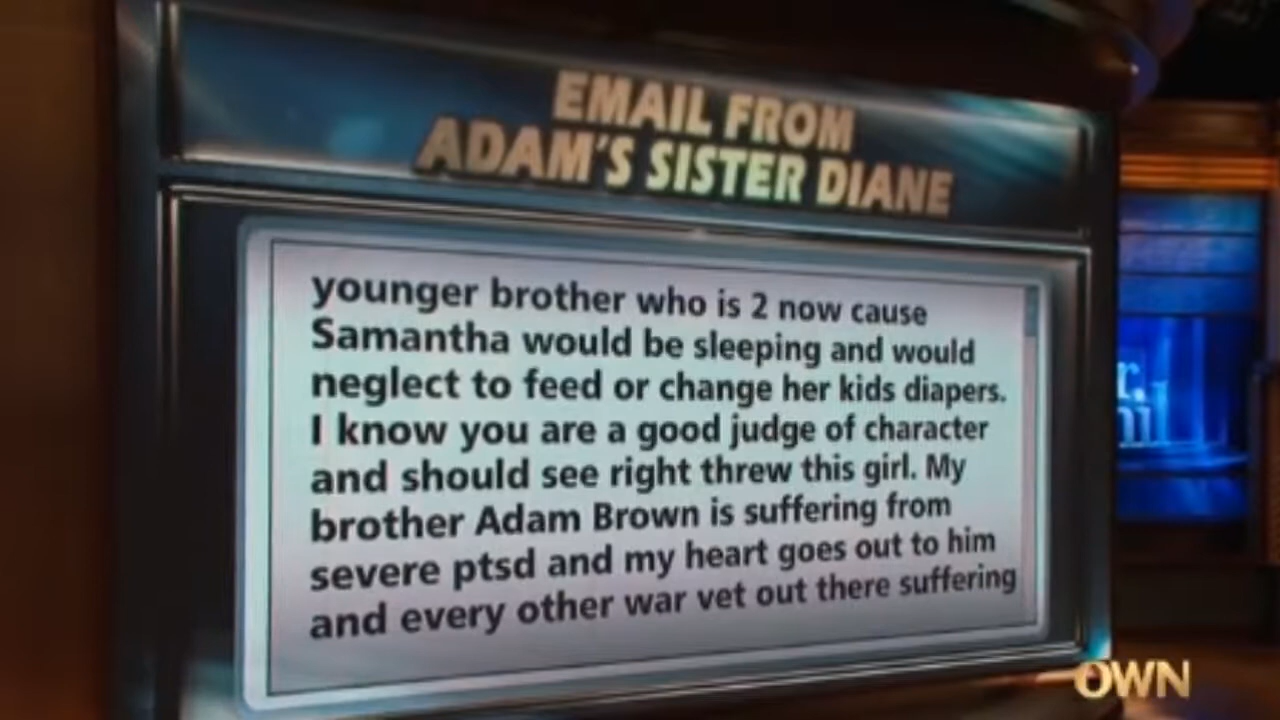 EMAIL FROM
ADAM'S SISTER DIANE
younger brother who is 2 now cause
Samantha would be sleeping and would
neglect to feed or change her kids diapers.
I know you are a good judge of character
and should see right threw this girl. My
brother Adam Brown is suffering from
severe ptsd and my heart goes out to him
and every other war vet out there suffering
OWN